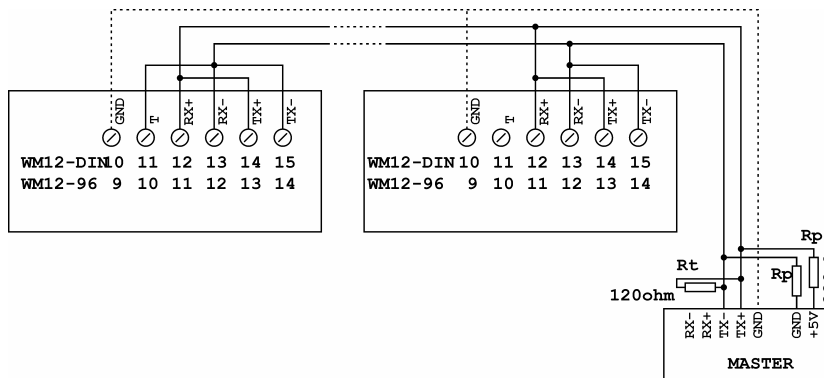 GND T RX+ RX- TX+ TX-
WM12-DIN 10 11 12 13 14 15
WM12-96 9 10 11 12 13 14
GND T RX+ RX- TX+ TX-
WM12-DIN 10 11 12 13 14 15
WM12-96 9 10 11 12 13 14
Rp
Rt
Rp
120ohm
RX- RX+ TX- TX+ GND GND +5V
MASTER